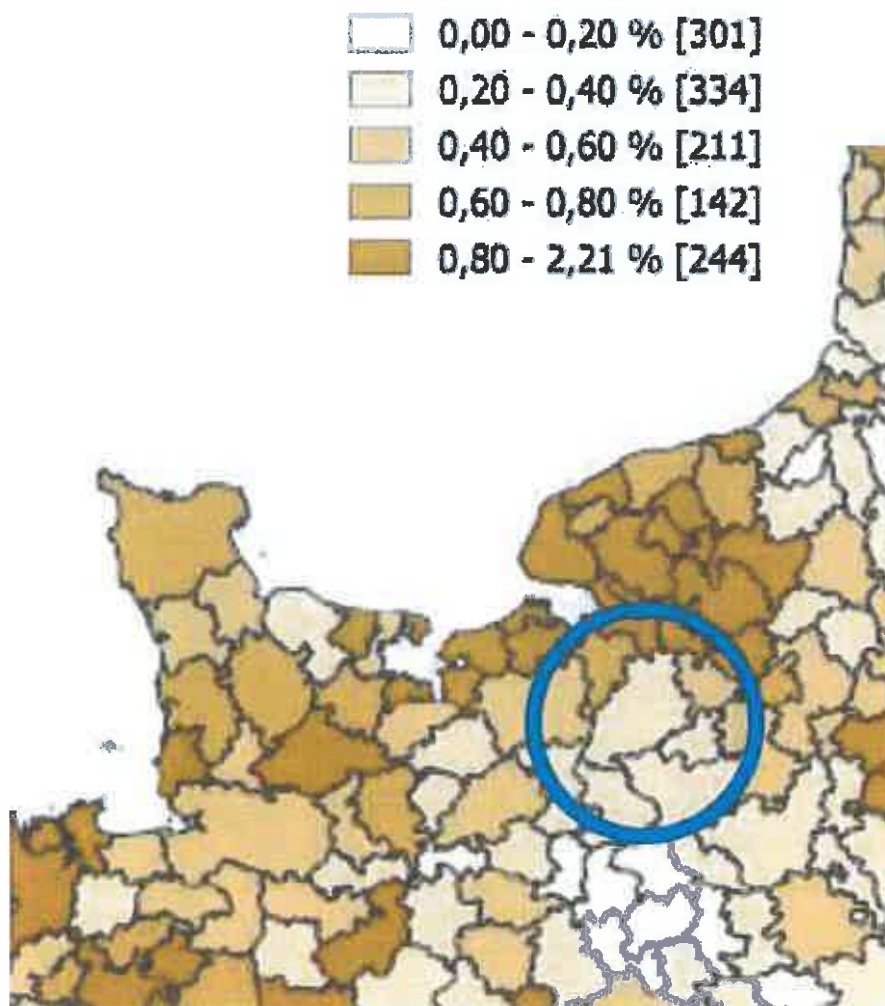 0,00 - 0,20 % [301]
0,20 - 0,40 % [334]
0,40 - 0,60 % [211]
0,60 - 0,80 % [142]
0,80 - 2,21 % [244]